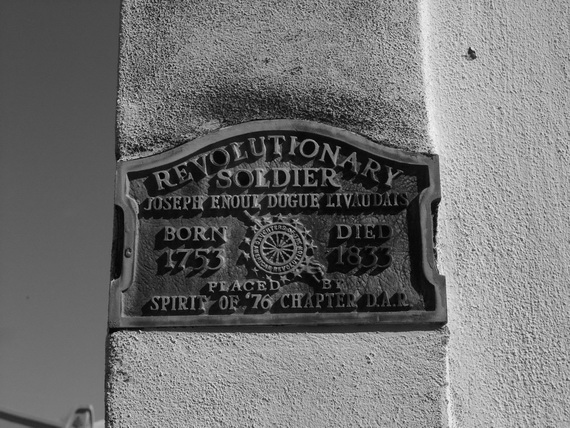 REVOLUTIONARY
SOLDIER
JOSEPH ENOUL DUGUE LIVAUDAIS
BORN DIED
1753 1833
PLACED BY
SPIRIT OF '76 CHAPTER D.A.R.